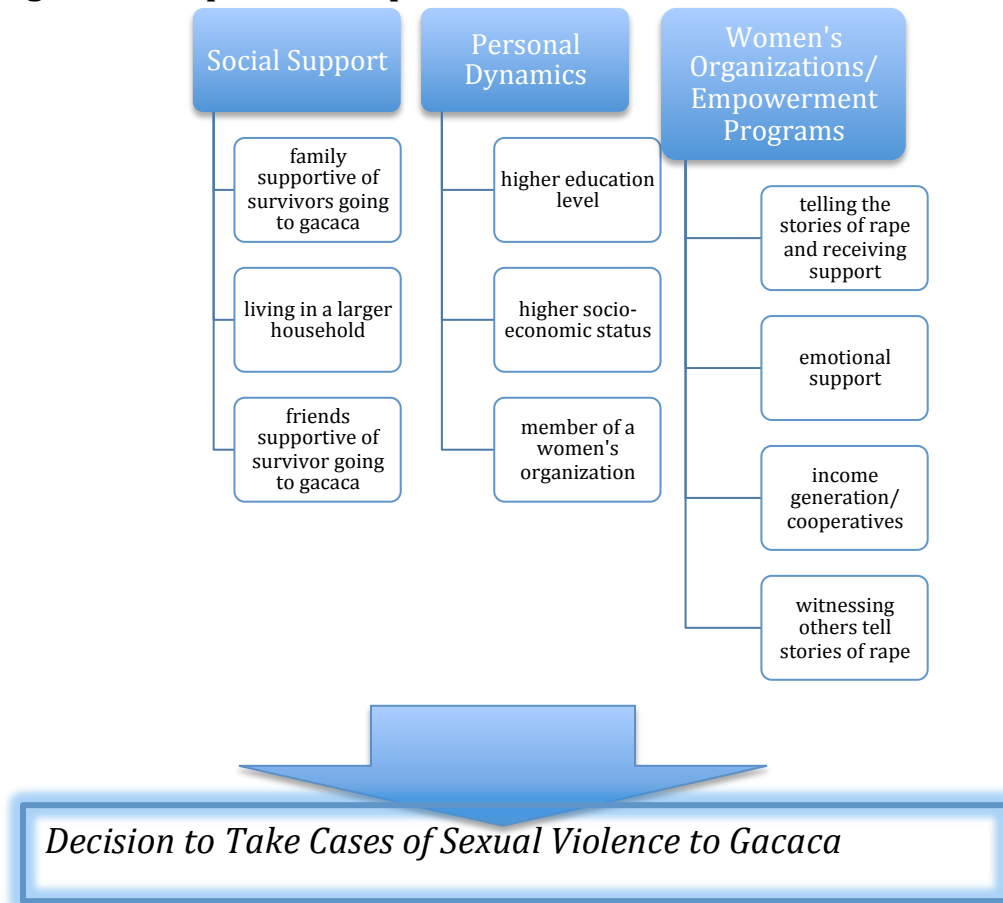 Social Support
family
supportive of
survivors going
to gacaca
living in a larger
household
friends
supportive of
survivor going
to gacaca
Personal
Dynamics
higher education
level
higher socio-
economic status
member of a
women's
organization
Women's
Organizations/
Empowerment
Programs
telling the
stories of rape
and receiving
support
emotional
support
income
generation/
cooperatives
witnessing
others tell
stories of rape
Decision to Take Cases of Sexual Violence to Gacaca